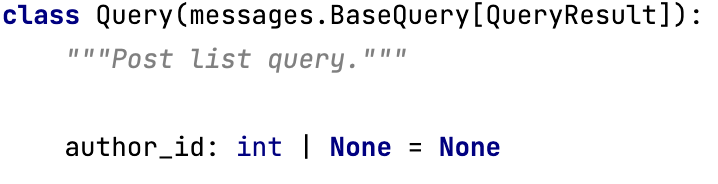 class Query(messages.BaseQuery[QueryResult]):
    """Post list query."""
    author_id: int | None = None